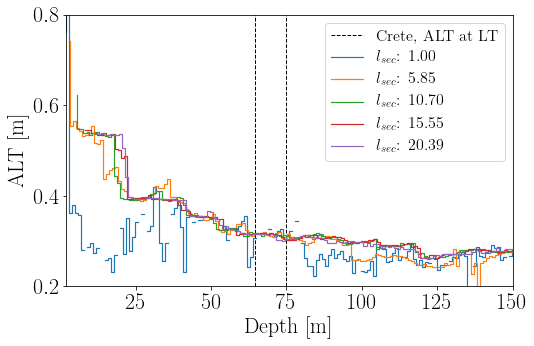 0.8
0.6
0.4
0.2
ALT [m]
Crete, ALT at LT
l_sec: 1.00
l_sec: 5.85
l_sec: 10.70
l_sec: 15.55
l_sec: 20.39
25 50 75 100 125 150
Depth [m]